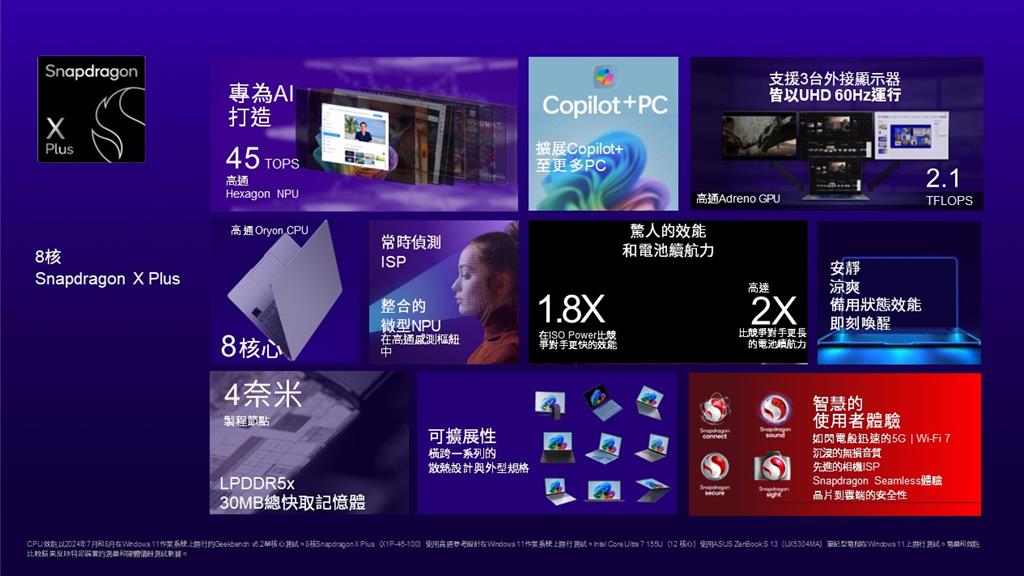 Snapdragon
X
Plus
8核
Snapdragon X Plus
專為AI
打造
45 TOPS
高通
Hexagon NPU
Copilot+PC
擴展Copilot+
至更多PC
支援3台外接顯示器
皆以UHD 60Hz運行
高通Adreno GPU
2.1
TFLOPS
高通Oryon CPU
8核心
常時偵測
ISP
整合的
微型NPU
在高通感測樞紐
中
驚人的效能
和電池續航力
1.8X
在ISO Power比競
爭對手更快的效能
高達
2X
比競爭對手更長
的電池續航力
安靜
涼爽
備用狀態效能
即刻喚醒
4奈米
製程節點
LPDDR5x
30MB總快取記憶體
可擴展性
橫跨一系列的
散熱設計與外型規格
Snapdragon
connect
Snapdragon
sound
Snapdragon
secure
Snapdragon
sight
智慧的
使用者體驗
如閃電般迅速的5G | Wi-Fi 7
沉浸的無損音質
先進的相機ISP
Snapdragon Seamless體驗
晶片到雲端的安全性
CPU效能以2024年7月和8月在Windows 11作業系統上進行的Geekbench v6.2單核心測試。8核Snapdragon X Plus（X1P-46-100）使用高通參考設計在Windows 11作業系統上進行測試。Intel Core Ultra 7 155U（12 核心）使用ASUS ZenBook S 13（UX5304MA）筆記型電腦在Windows 11上進行測試。電量和效能
比較結果反映特定裝置的測量和硬體儀器測試數據。